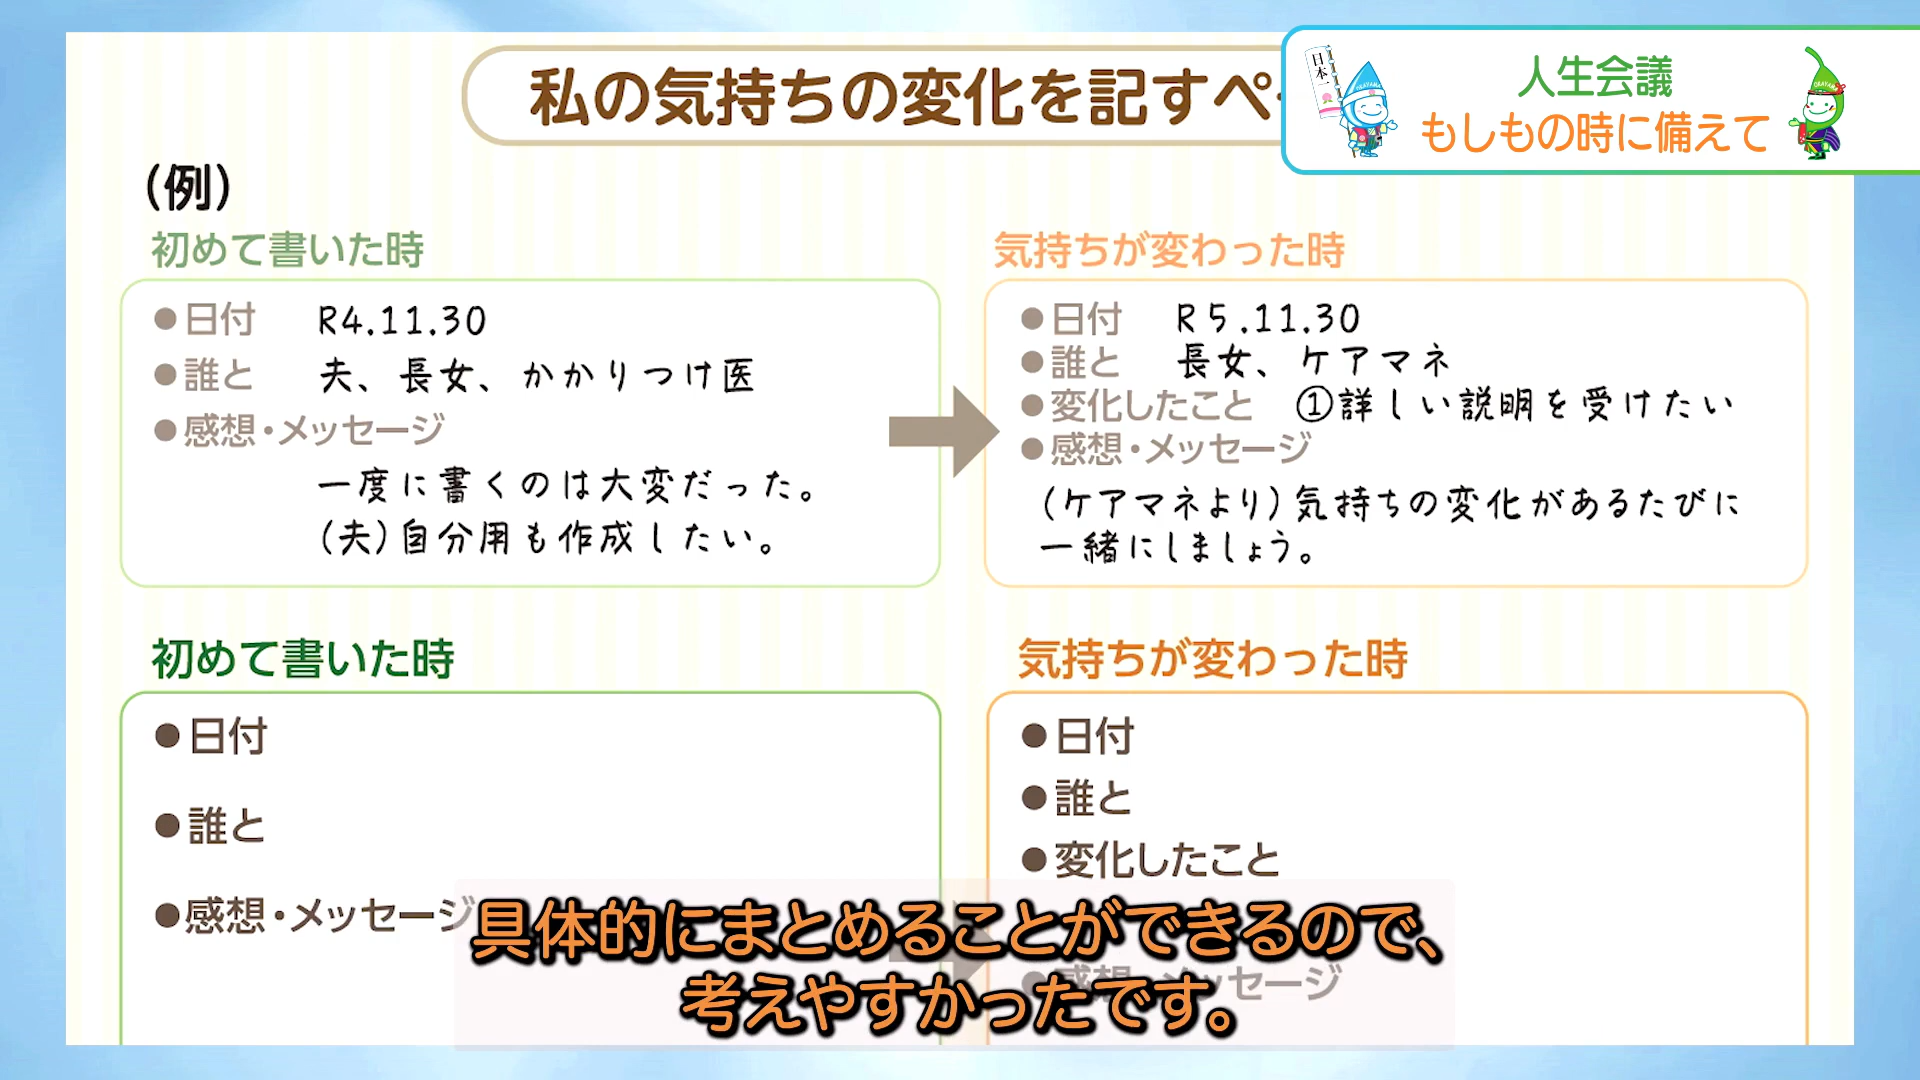 私の気持ちの変化を記すペ
人生会議
もしもの時に備えて
日本一
(例)
初めて書いた時
●日付 R4.11.30
●誰と 夫、長女、かかりつけ医
●感想・メッセージ
一度に書くのは大変だった。
(夫)自分用も作成したい。
気持ちが変わった時
●日付 R5.11.30
●誰と 長女、ケアマネ
●変化したこと ①詳しい説明を受けたい
●感想・メッセージ
(ケアマネより)気持ちの変化があるたびに
一緒にしましょう。
初めて書いた時
●日付
●誰と
●感想・メッセージ
気持ちが変わった時
●日付
●誰と
●変化したこと
●感想・メッセージ
具体的にまとめることができるので、
考えやすかったです。